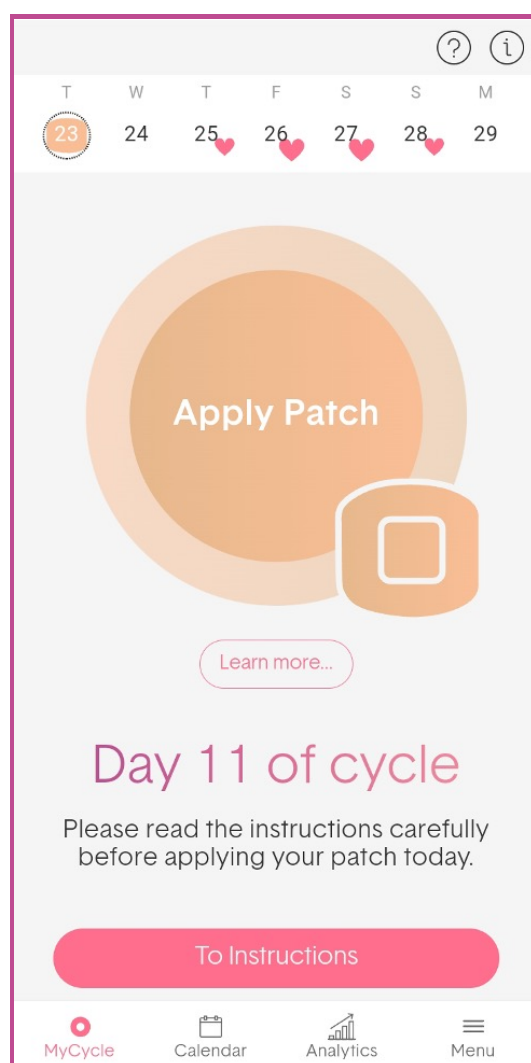 ? i
T W T F S S M
23 24 25 26 27 28 29
Apply Patch
Learn more...
Day 11 of cycle
Please read the instructions carefully
before applying your patch today.
To Instructions
MyCycle Calendar Analytics Menu